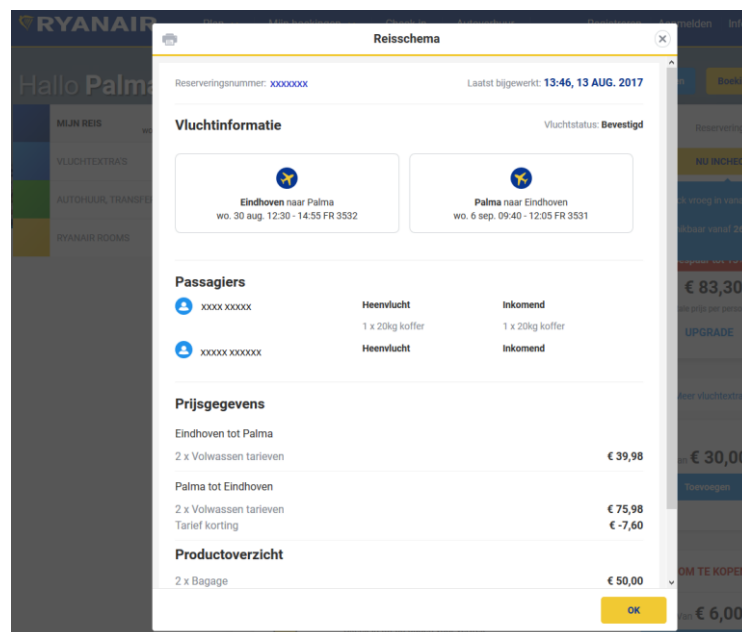 RYANAIR
Reisschema
Hallo Palma
Reserveringsnummer: xxxxxxx
Laatst bijgewerkt: 13:46, 13 AUG. 2017
MIJN REIS
VLUCHTEXTRA'S
AUTOHUUR, TRANSFE
RYANAIR ROOMS
Vluchtinformatie
Vluchtstatus: Bevestigd
Eindhoven naar Palma
wo. 30 aug. 12:30 - 14:55 FR 3532
Palma naar Eindhoven
wo. 6 sep. 09:40 - 12:05 FR 3531
Passagiers
xxxx xxxxx
Heenvlucht
Inkomend
1 x 20kg koffer
1 x 20kg koffer
xxxxx xxxxxx
Heenvlucht
Inkomend
Prijsgegevens
Eindhoven tot Palma
2 x Volwassen tarieven
€ 39,98
Palma tot Eindhoven
2 x Volwassen tarieven
€ 75,98
Tarief korting
€ -7,60
Productoverzicht
2 x Bagage
€ 50,00
OK
NU INCHEC
€ 83,30
UPGRADE
€ 30,00
Toevoegen
OM TE KOPE
€ 6,00